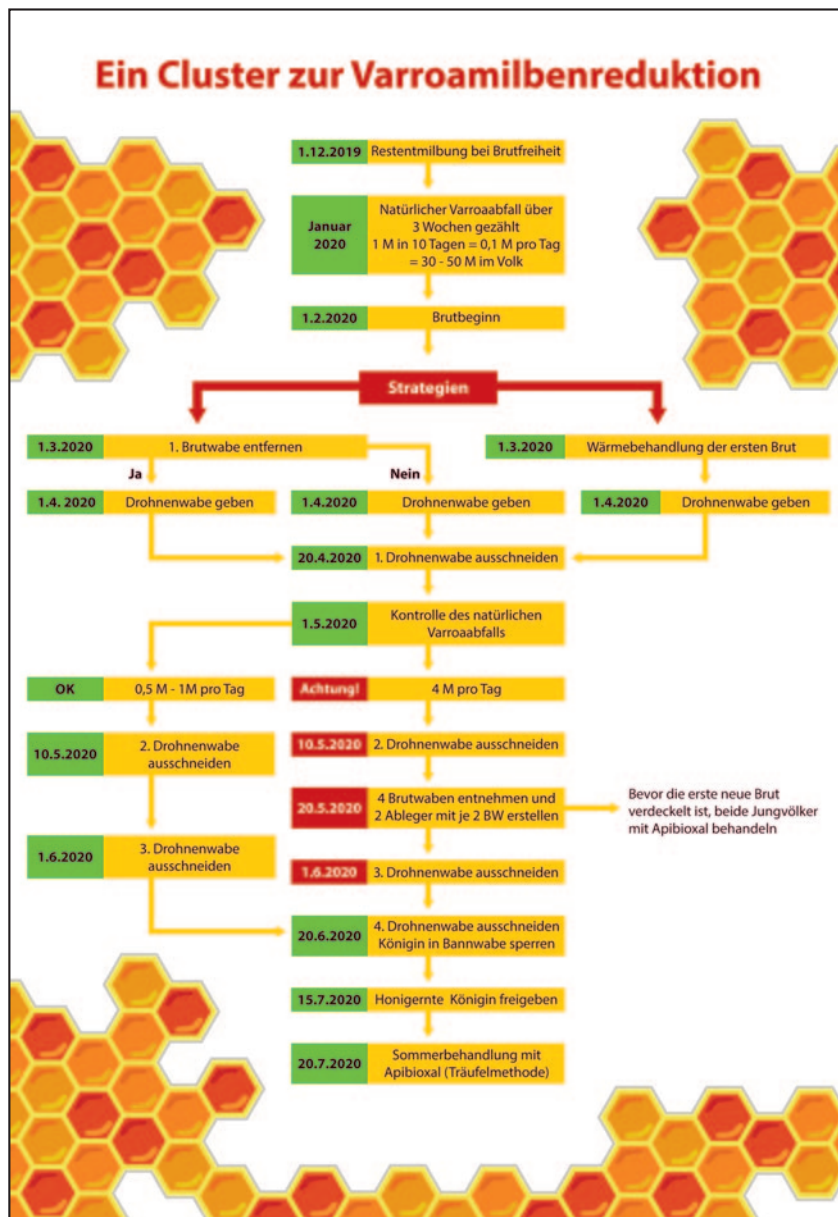 Ein Cluster zur Varroamilbenreduktion
1.12.2019 Restentmilbung bei Brutfreiheit
Januar
2020
Natürlicher Varroaabfall über
3 Wochen gezählt
1 M in 10 Tagen = 0,1 M pro Tag
= 30 - 50 M im Volk
1.2.2020 Brutbeginn
Strategien
1.3.2020 1. Brutwabe entfernen
1.3.2020 Wärmebehandlung der ersten Brut
Ja
Nein
1.4. 2020 Drohnenwabe geben
1.4.2020 Drohnenwabe geben
1.4.2020 Drohnenwabe geben
20.4.2020 1. Drohnenwabe ausschneiden
1.5.2020
Kontrolle des natürlichen
Varroaabfalls
OK 0,5 M - 1M pro Tag
Achtung! 4 M pro Tag
10.5.2020
2. Drohnenwabe
ausschneiden
10.5.2020 2. Drohnenwabe ausschneiden
20.5.2020
4 Brutwaben entnehmen und
2 Ableger mit je 2 BW erstellen
Bevor die erste neue Brut
verdeckelt ist, beide Jungvölker
mit Apibioxal behandeln
1.6.2020
3. Drohnenwabe
ausschneiden
1.6.2020 3. Drohnenwabe ausschneiden
20.6.2020
4. Drohnenwabe ausschneiden
Königin in Bannwabe sperren
15.7.2020 Honigernte Königin freigeben
20.7.2020
Sommerbehandlung mit
Apibioxal (Träufelmethode)